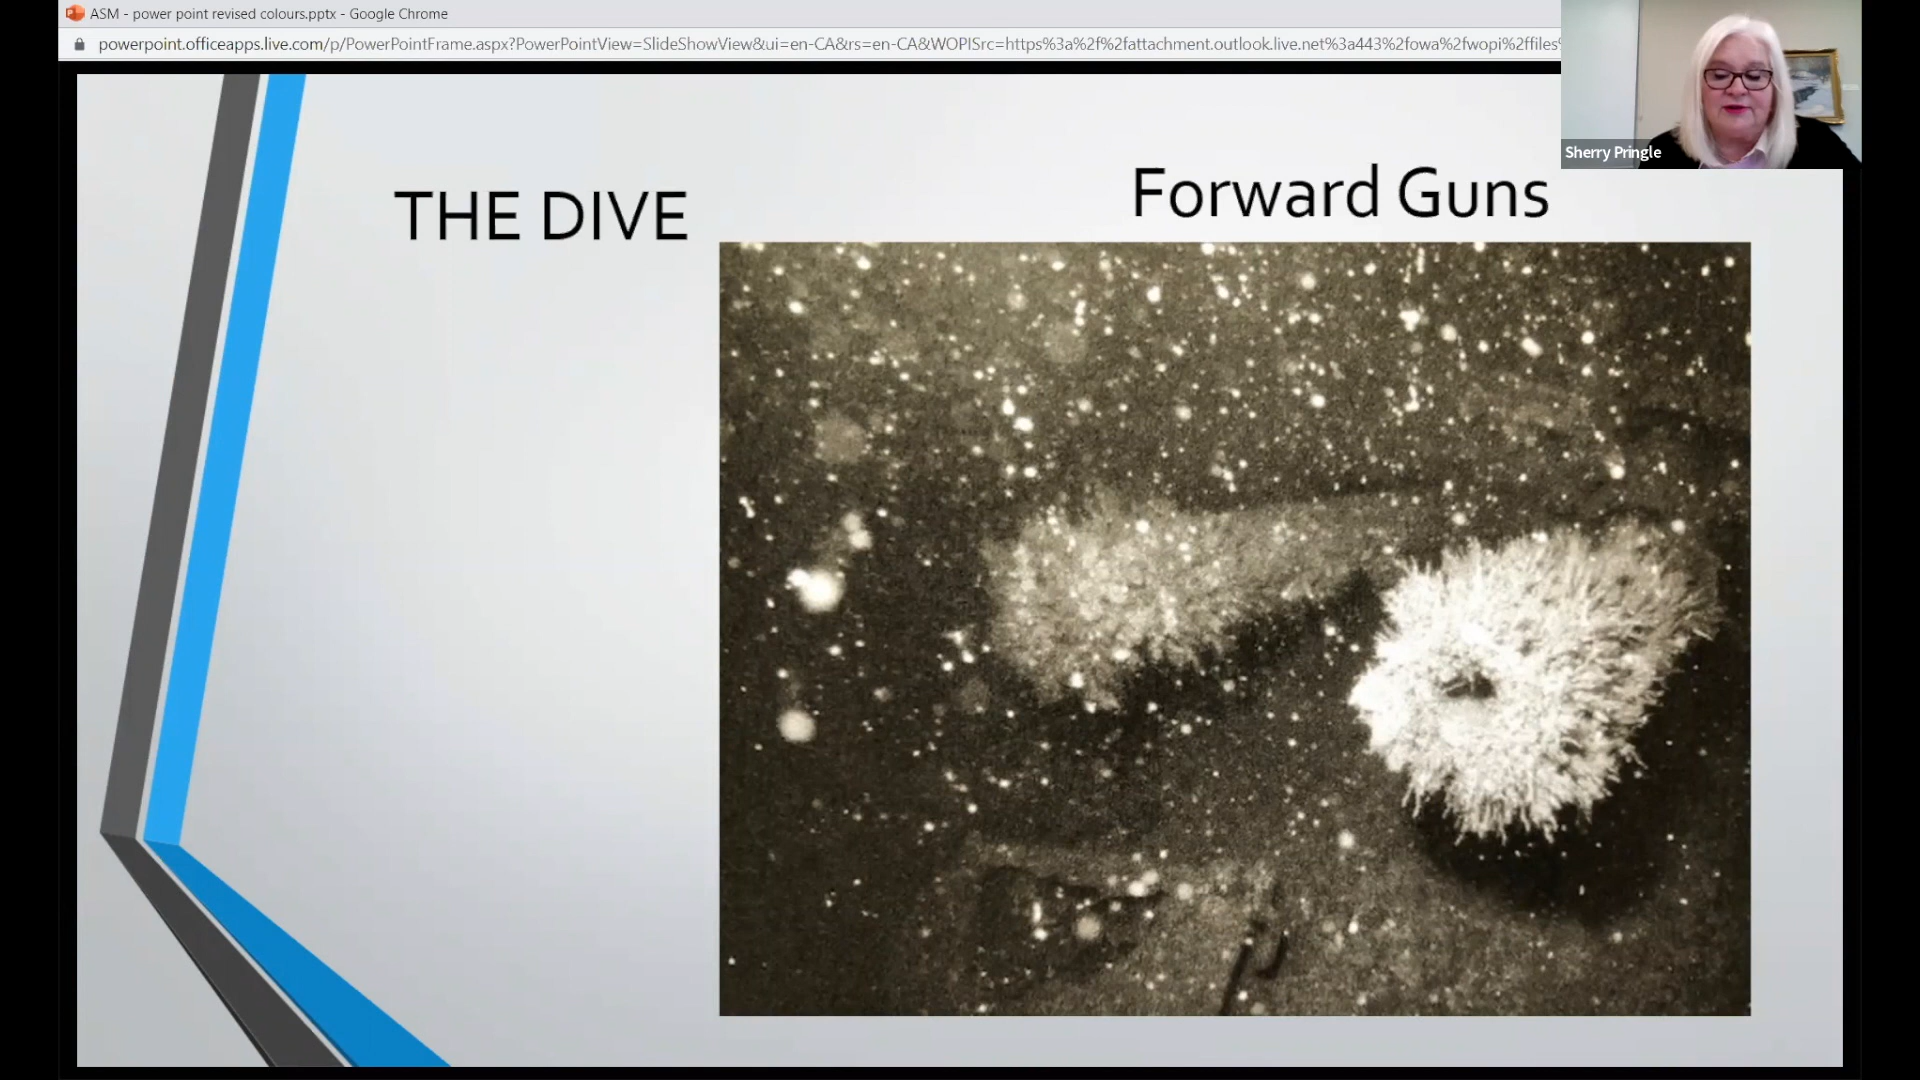 ASM - power point revised colours.pptx - Google Chrome
powerpoint.officeapps.live.com/p/PowerPointFrame.aspx?PowerPointView=SlideShowView&ui=en-CA&rs=en-CA&WOPISrc=https%3a%2f%2fattachment.outlook.live.net%3a443%2fowa%2fwopi%2ffiles%
Sherry Pringle
THE DIVE
Forward Guns